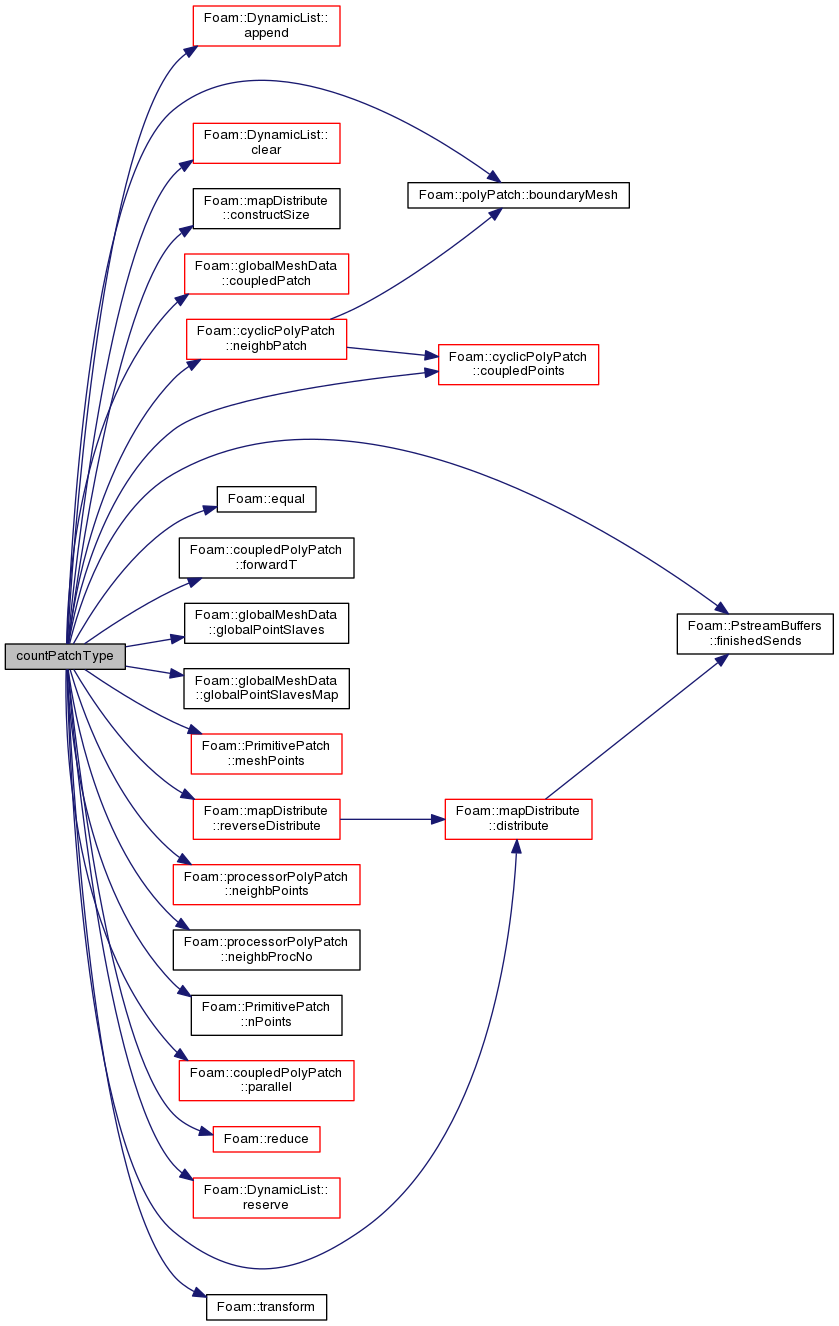 Foam::DynamicList::
append
Foam::DynamicList::
clear
Foam::polyPatch::boundaryMesh
Foam::mapDistribute
::constructSize
Foam::globalMeshData
::coupledPatch
Foam::cyclicPolyPatch
::neighbPatch
Foam::cyclicPolyPatch
::coupledPoints
Foam::equal
Foam::coupledPolyPatch
::forwardT
Foam::globalMeshData
::globalPointSlaves
Foam::PstreamBuffers
::finishedSends
countPatchType
Foam::globalMeshData
::globalPointSlavesMap
Foam::PrimitivePatch
::meshPoints
Foam::mapDistribute
::reverseDistribute
Foam::mapDistribute
::distribute
Foam::processorPolyPatch
::neighbPoints
Foam::processorPolyPatch
::neighbProcNo
Foam::PrimitivePatch
::nPoints
Foam::coupledPolyPatch
::parallel
Foam::reduce
Foam::DynamicList::
reserve
Foam::transform